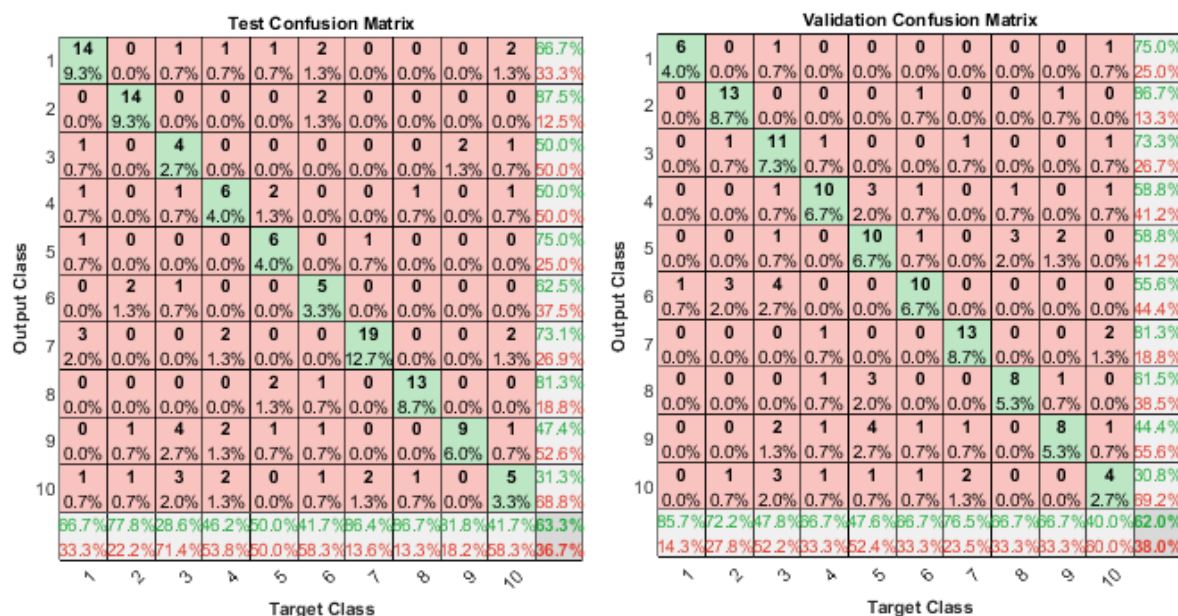 Test Confusion Matrix
1
14 0 1 1 1 2 0 0 0 2 66.7%
9.3% 0.0% 0.7% 0.7% 0.7% 1.3% 0.0% 0.0% 0.0% 1.3% 33.3%
2
0 14 0 0 0 2 0 0 0 0 87.5%
0.0% 9.3% 0.0% 0.0% 0.0% 1.3% 0.0% 0.0% 0.0% 0.0% 12.5%
3
1 0 4 0 0 0 0 0 2 1 50.0%
0.7% 0.0% 2.7% 0.0% 0.0% 0.0% 0.0% 0.0% 1.3% 0.7% 50.0%
4
1 0 1 6 2 0 0 1 0 1 50.0%
0.7% 0.0% 0.7% 4.0% 1.3% 0.0% 0.0% 0.7% 0.0% 0.7% 50.0%
5
1 0 0 0 6 0 1 0 0 0 75.0%
0.7% 0.0% 0.0% 0.0% 4.0% 0.0% 0.7% 0.0% 0.0% 0.0% 25.0%
6
0 2 1 0 0 5 0 0 0 0 62.5%
0.0% 1.3% 0.7% 0.0% 0.0% 3.3% 0.0% 0.0% 0.0% 0.0% 37.5%
7
3 0 0 2 0 0 19 0 0 2 73.1%
2.0% 0.0% 0.0% 1.3% 0.0% 0.0% 12.7% 0.0% 0.0% 1.3% 26.9%
8
0 0 0 0 2 1 0 13 0 0 81.3%
0.0% 0.0% 0.0% 0.0% 1.3% 0.7% 0.0% 8.7% 0.0% 0.0% 18.8%
9
0 1 4 2 1 1 0 0 9 1 47.4%
0.0% 0.7% 2.7% 1.3% 0.7% 0.7% 0.0% 0.0% 6.0% 0.7% 52.6%
10
1 1 3 2 0 1 2 1 0 5 31.3%
0.7% 0.7% 2.0% 1.3% 0.0% 0.7% 1.3% 0.7% 0.0% 3.3% 68.8%
66.7% 77.8% 28.6% 46.2% 50.0% 41.7% 86.4% 86.7% 81.8% 41.7% 63.3%
33.3% 22.2% 71.4% 53.8% 50.0% 58.3% 13.6% 13.3% 18.2% 58.3% 36.7%
1 2 3 4 5 6 7 8 9 10
Target Class
Output Class
Validation Confusion Matrix
1
6 0 1 0 0 0 0 0 0 1 75.0%
4.0% 0.0% 0.7% 0.0% 0.0% 0.0% 0.0% 0.0% 0.0% 0.7% 25.0%
2
0 13 0 0 0 1 0 0 1 0 86.7%
0.0% 8.7% 0.0% 0.0% 0.0% 0.7% 0.0% 0.0% 0.7% 0.0% 13.3%
3
0 1 11 1 0 0 1 0 0 1 73.3%
0.0% 0.7% 7.3% 0.7% 0.0% 0.0% 0.7% 0.0% 0.0% 0.7% 26.7%
4
0 0 1 10 3 1 0 1 0 1 58.8%
0.0% 0.0% 0.7% 6.7% 2.0% 0.7% 0.0% 0.7% 0.0% 0.7% 41.2%
5
0 0 1 0 10 1 0 3 2 0 58.8%
0.0% 0.0% 0.7% 0.0% 6.7% 0.7% 0.0% 2.0% 1.3% 0.0% 41.2%
6
1 3 4 0 0 10 0 0 0 0 55.6%
0.7% 2.0% 2.7% 0.0% 0.0% 6.7% 0.0% 0.0% 0.0% 0.0% 44.4%
7
0 0 0 1 0 0 13 0 0 2 81.3%
0.0% 0.0% 0.0% 0.7% 0.0% 0.0% 8.7% 0.0% 0.0% 1.3% 18.8%
8
0 0 0 1 3 0 0 8 1 0 61.5%
0.0% 0.0% 0.0% 0.7% 2.0% 0.0% 0.0% 5.3% 0.7% 0.0% 38.5%
9
0 0 2 1 4 1 1 0 8 1 44.4%
0.0% 0.0% 1.3% 0.7% 2.7% 0.7% 0.7% 0.0% 5.3% 0.7% 55.6%
10
0 1 3 1 1 1 2 0 0 4 30.8%
0.0% 0.7% 2.0% 0.7% 0.7% 0.7% 1.3% 0.0% 0.0% 2.7% 69.2%
85.7% 72.2% 47.8% 66.7% 47.6% 66.7% 76.5% 66.7% 66.7% 40.0% 62.0%
14.3% 27.8% 52.2% 33.3% 52.4% 33.3% 23.5% 33.3% 33.3% 60.0% 38.0%
1 2 3 4 5 6 7 8 9 10
Target Class
Output Class